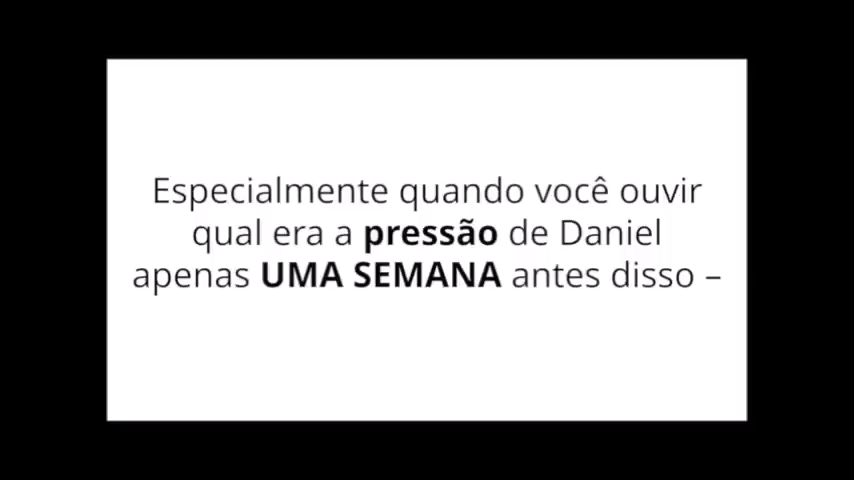 Especialmente quando você ouvir
qual era a pressão de Daniel
apenas UMA SEMANA antes disso –